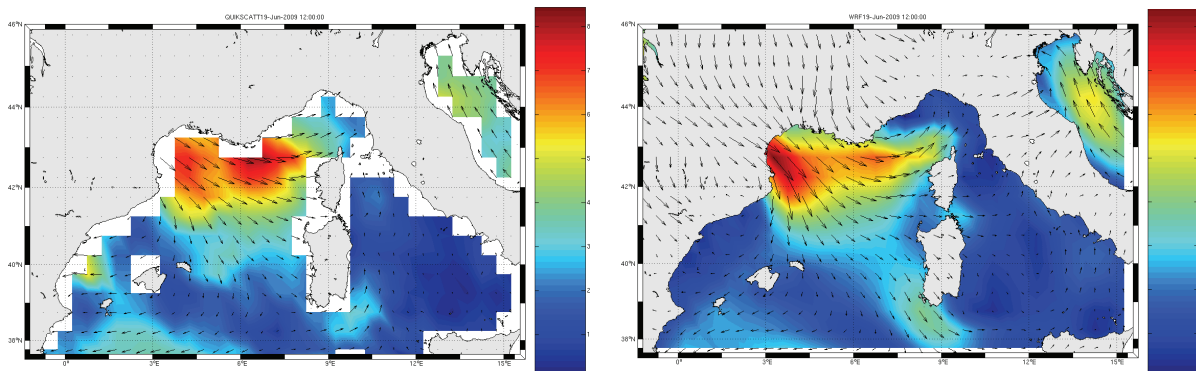 QUIKSCATT19-Jun-2009 12:00:00
46°N
44°N
42°N
40°N
38°N
0°
3°E
6°E
9°E
12°E
15°E
8
7
6
5
4
3
2
1
WRF19-Jun-2009 12:00:00
46°N
44°N
42°N
40°N
38°N
0°
3°E
6°E
9°E
12°E
15°E